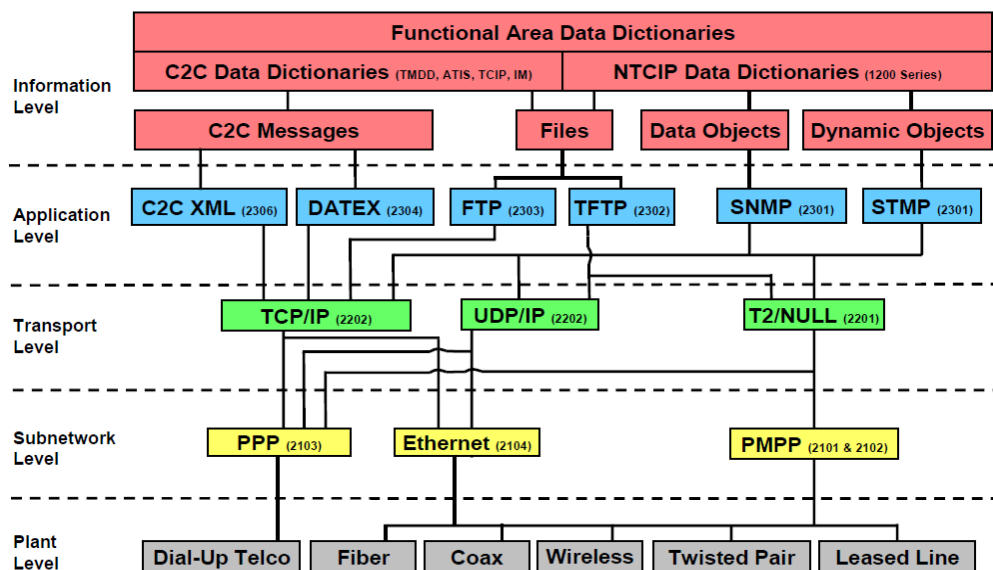 Functional Area Data Dictionaries
Information
Level
C2C Data Dictionaries (TMDD, ATIS, TCIP, IM)
NTCIP Data Dictionaries (1200 Series)
C2C Messages
Files
Data Objects
Dynamic Objects
Application
Level
C2C XML (2306)
DATEX (2304)
FTP (2303)
TFTP (2302)
SNMP (2301)
STMP (2301)
Transport
Level
TCP/IP (2202)
UDP/IP (2202)
T2/NULL (2201)
Subnetwork
Level
PPP (2103)
Ethernet (2104)
PMPP (2101 & 2102)
Plant
Level
Dial-Up Telco
Fiber
Coax
Wireless
Twisted Pair
Leased Line